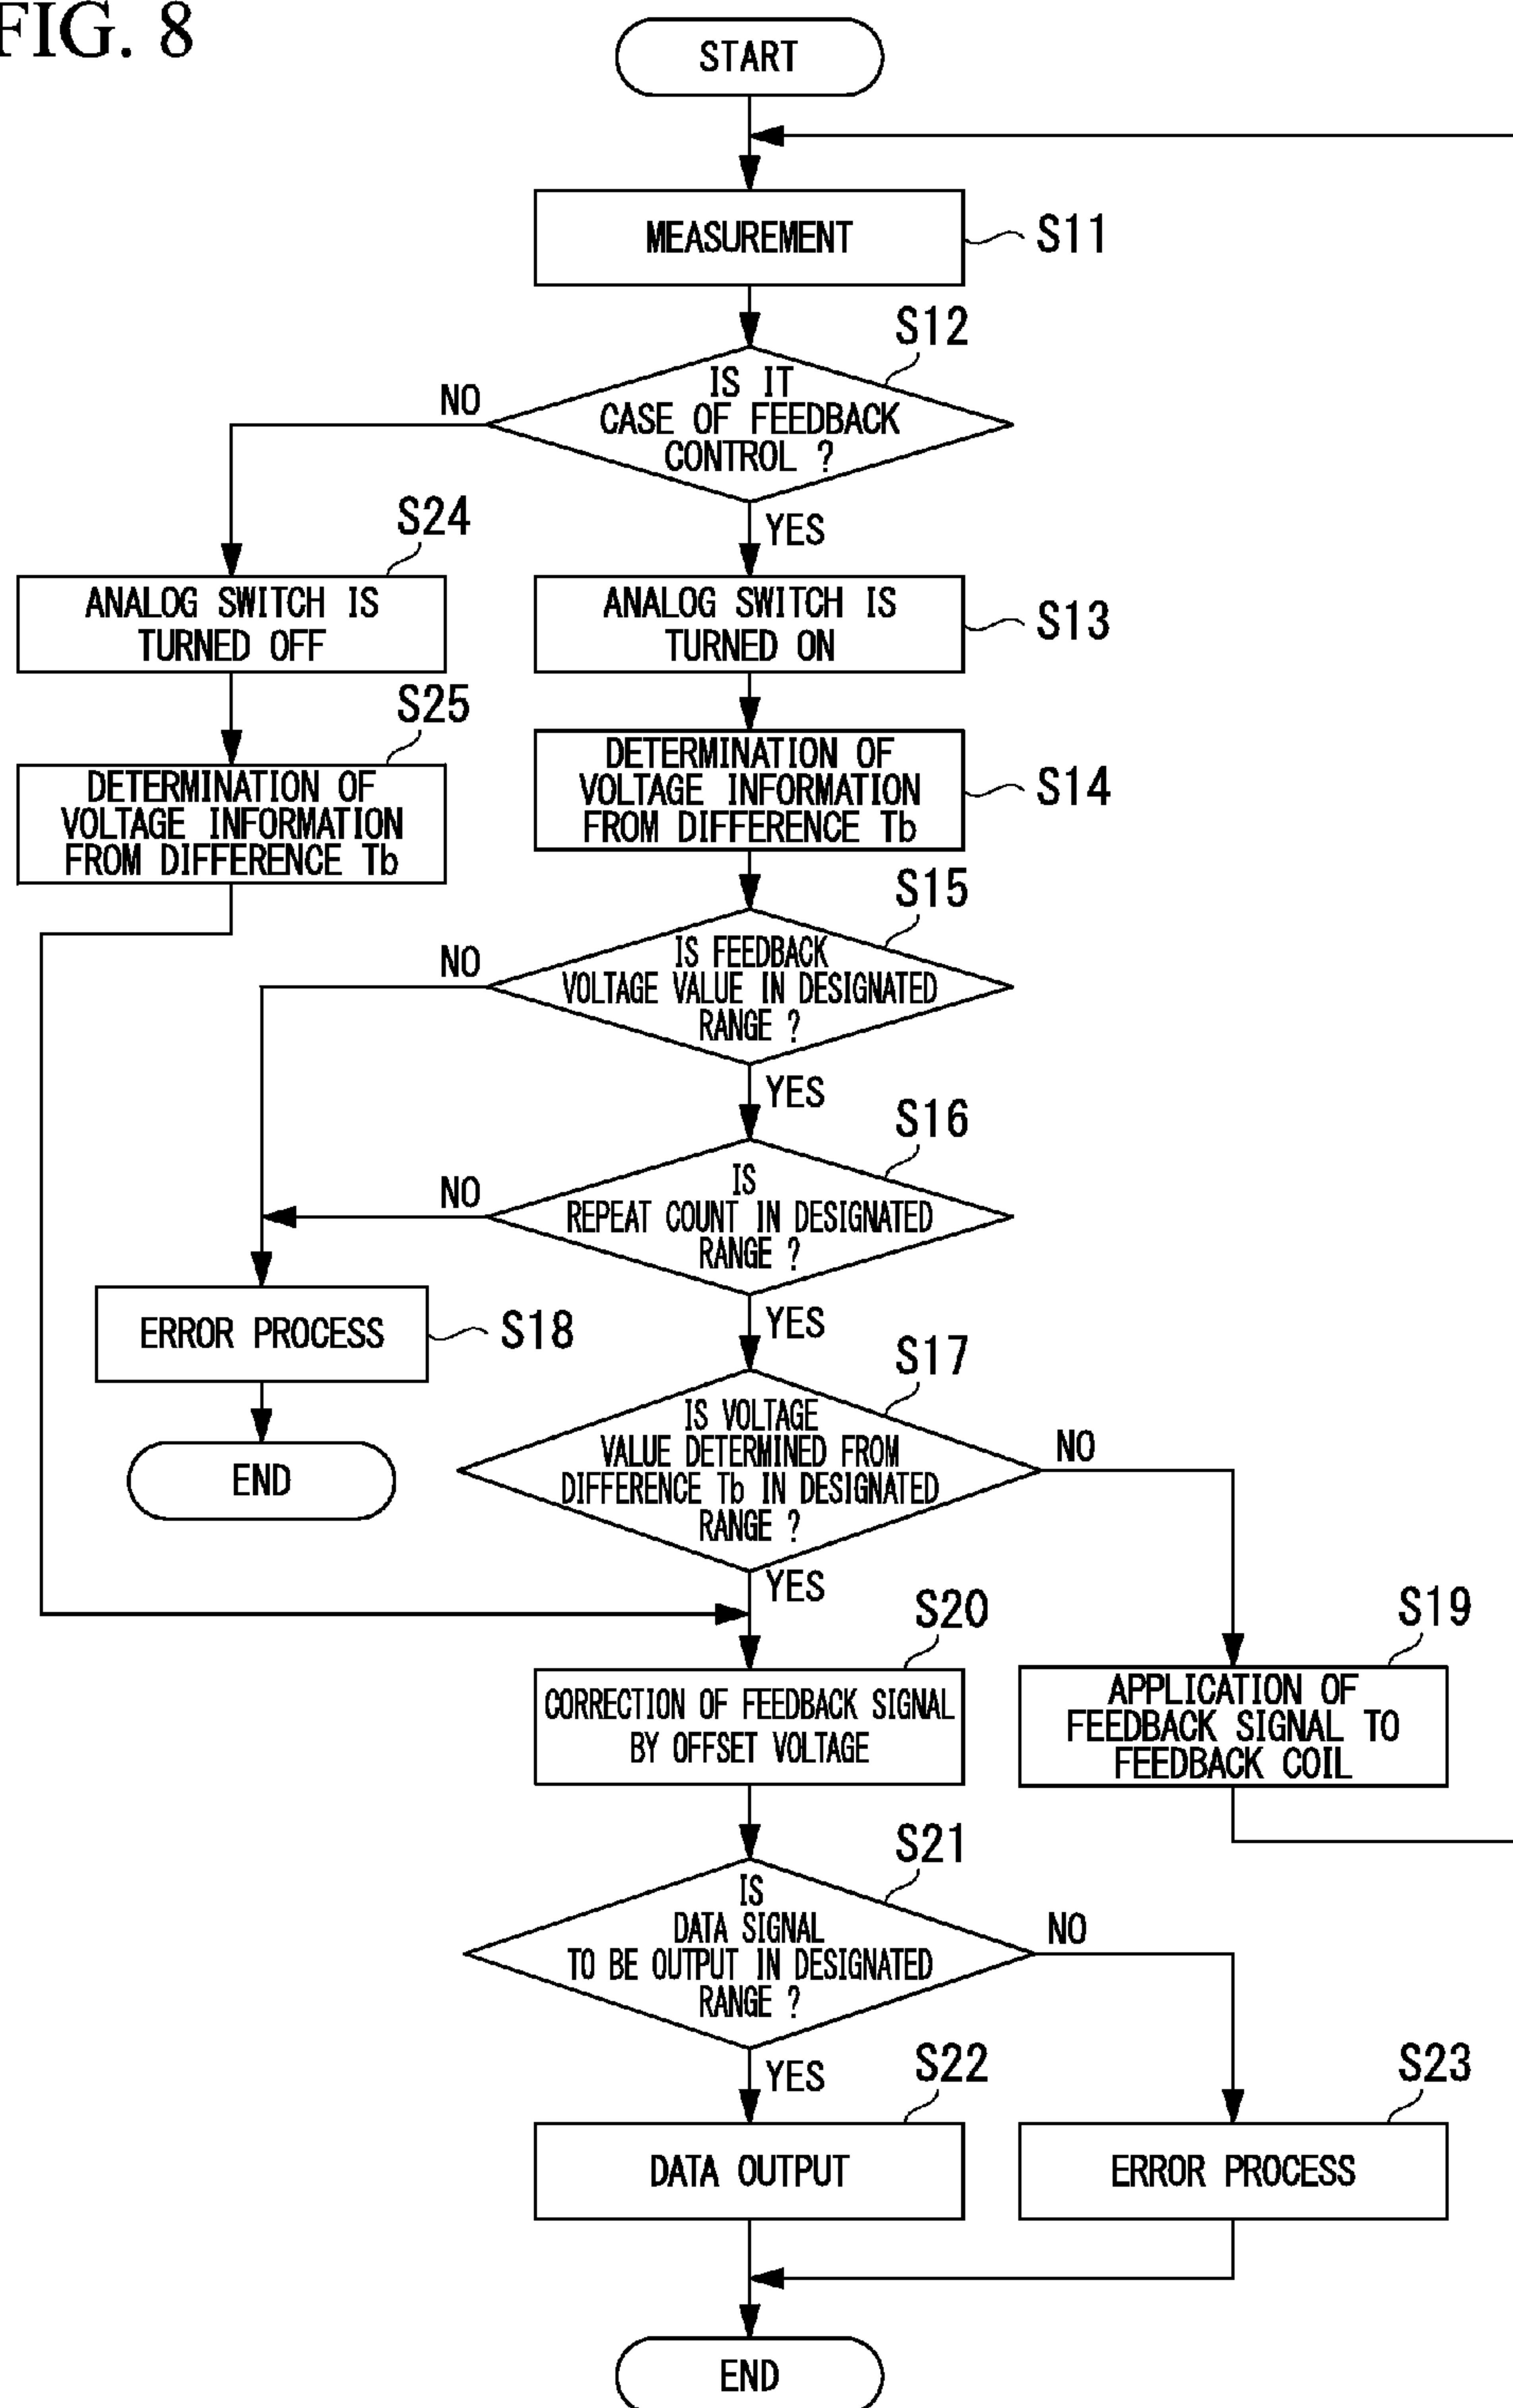 FIG. 8
START
MEASUREMENT
S11
S12
IS IT
CASE OF FEEDBACK
CONTROL ?
NO
YES
S24
ANALOG SWITCH IS
TURNED OFF
ANALOG SWITCH IS
TURNED ON
S13
S25
DETERMINATION OF
VOLTAGE INFORMATION
FROM DIFFERENCE Tb
DETERMINATION OF
VOLTAGE INFORMATION
FROM DIFFERENCE Tb
S14
S15
IS FEEDBACK
VOLTAGE VALUE IN DESIGNATED
RANGE ?
NO
YES
S16
IS
REPEAT COUNT IN DESIGNATED
RANGE ?
NO
YES
ERROR PROCESS
S18
END
S17
IS VOLTAGE
VALUE DETERMINED FROM
DIFFERENCE Tb IN DESIGNATED
RANGE ?
NO
YES
S20
CORRECTION OF FEEDBACK SIGNAL
BY OFFSET VOLTAGE
S19
APPLICATION OF
FEEDBACK SIGNAL TO
FEEDBACK COIL
S21
IS
DATA SIGNAL
TO BE OUTPUT IN DESIGNATED
RANGE ?
NO
YES
S22
DATA OUTPUT
S23
ERROR PROCESS
END